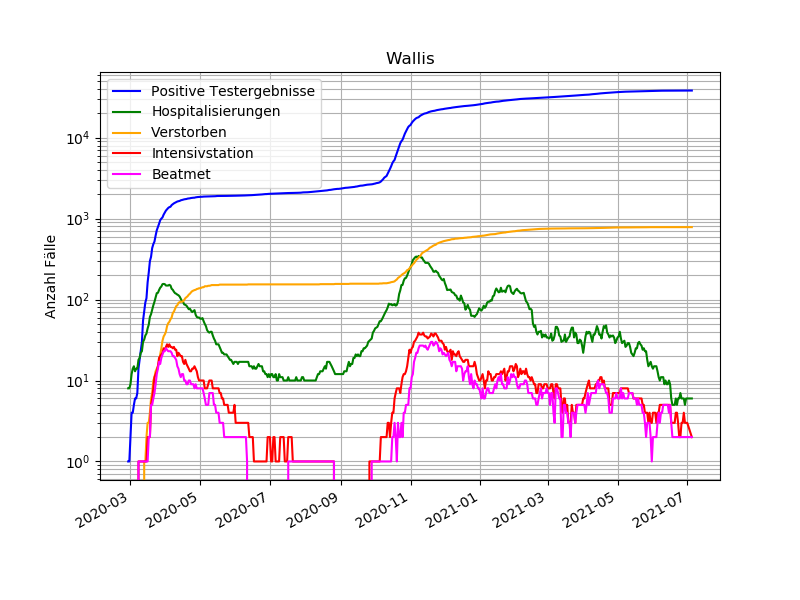 Wallis
Positive Testergebnisse
Hospitalisierungen
Verstorben
Intensivstation
Beatmet
Anzahl Fälle
10⁴
10³
10²
10¹
10⁰
2020-03
2020-05
2020-07
2020-09
2020-11
2021-01
2021-03
2021-05
2021-07